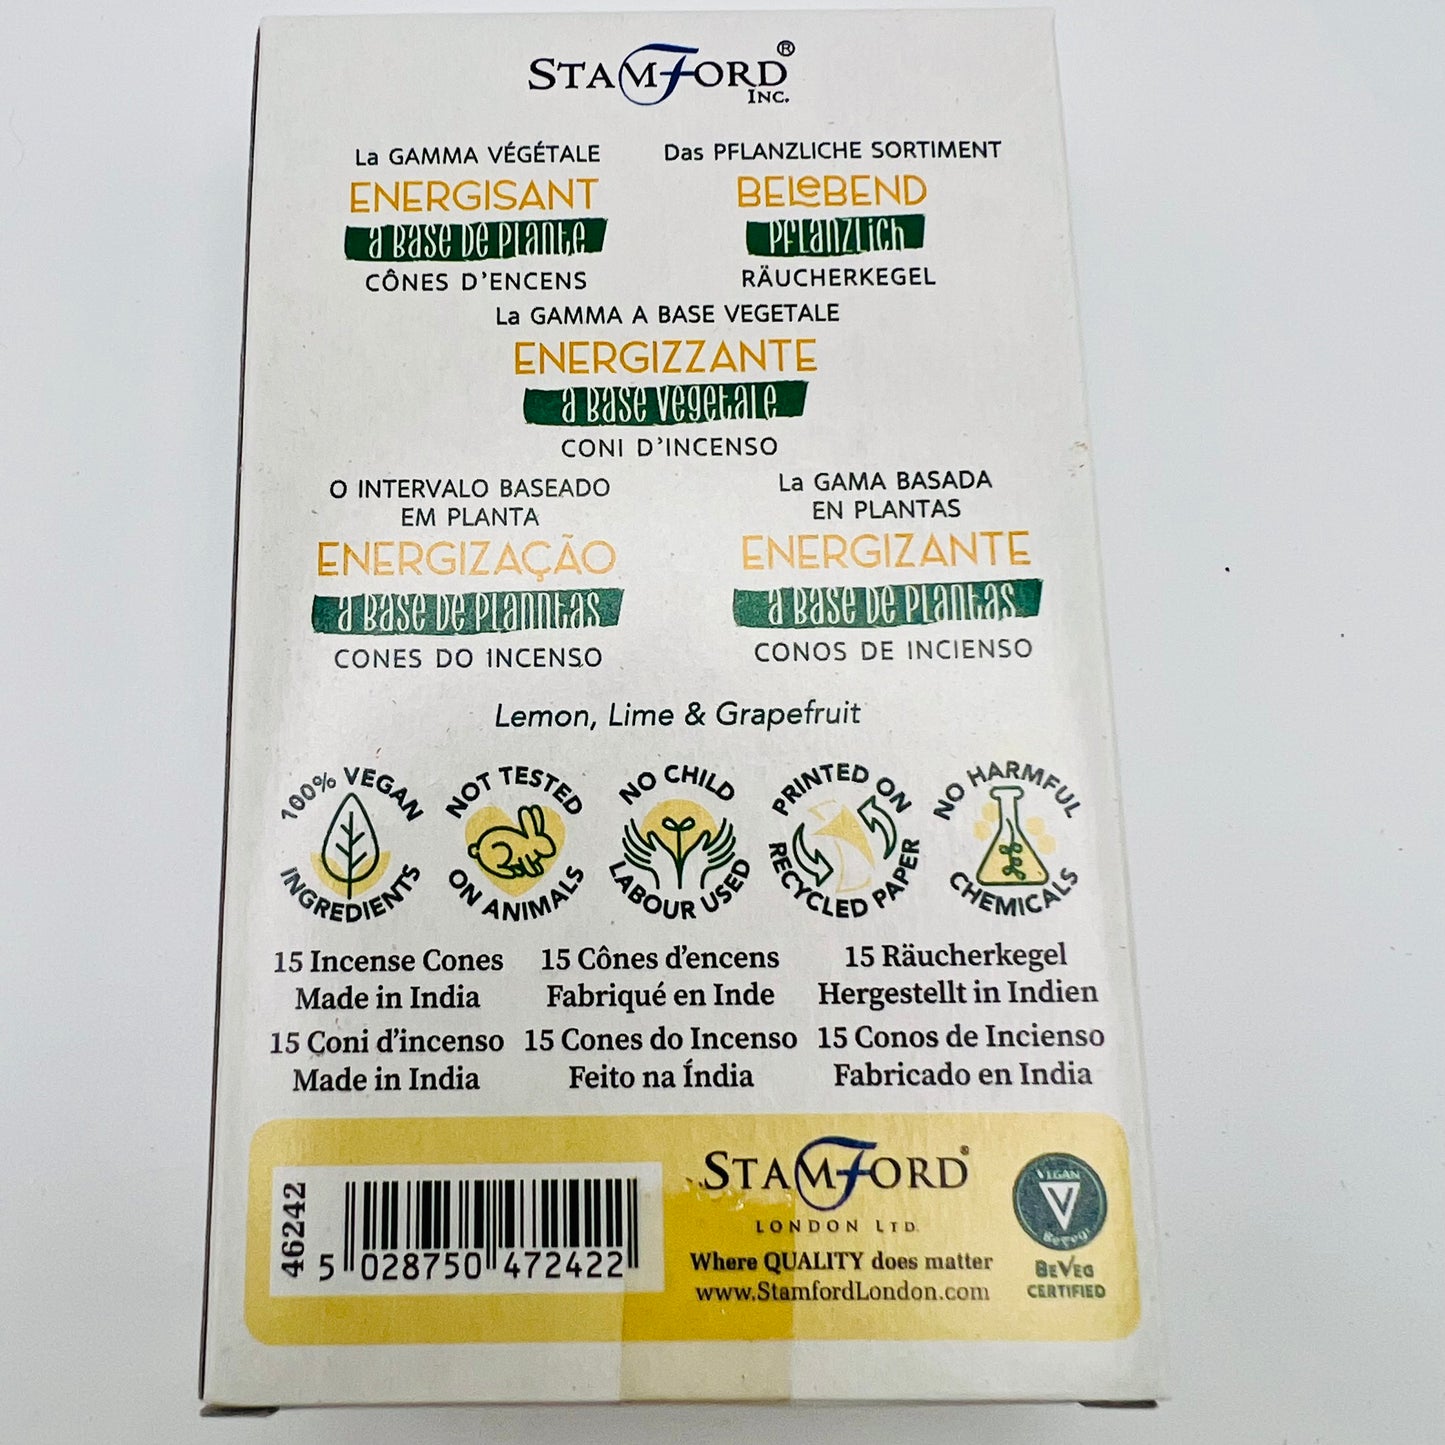 STAMFORD®
INC.
La GAMMA VÉGÉTALE
ENERGISANT
a BASE DE PLANTE
CÔNES D'ENCENS
Das PFLANZLICHE SORTIMENT
BELeBEND
PFLANZLICH
RÄUCHERKEGEL
La GAMMA A BASE VEGETALE
ENERGIZZANTE
a BASE VEGETALE
CONI D'INCENSO
O INTERVALO BASEADO
EM PLANTA
ENERGIZAÇÃO
a BASE DE PLANNTAS
CONES DO INCENSO
La GAMA BASADA
EN PLANTAS
ENERGIZANTE
a BASE DE PLANTAS
CONOS DE INCIENSO
Lemon, Lime & Grapefruit
100% VEGAN
INGREDIENTS
NOT TESTED
ON ANIMALS
NO CHILD
LABOUR USED
PRINTED ON
RECYCLED PAPER
NO HARMFUL
CHEMICALS
15 Incense Cones
Made in India
15 Cônes d'encens
Fabriqué en Inde
15 Räucherkegel
Hergestellt in Indien
15 Coni d'incenso
Made in India
15 Cones do Incenso
Feito na Índia
15 Conos de Incienso
Fabricado en India
46242
5 028750 472422
STAMFORD®
LONDON LTD.
Where QUALITY does matter
www.StamfordLondon.com
VEGAN
V
Beveg!
BEVEG
CERTIFIED